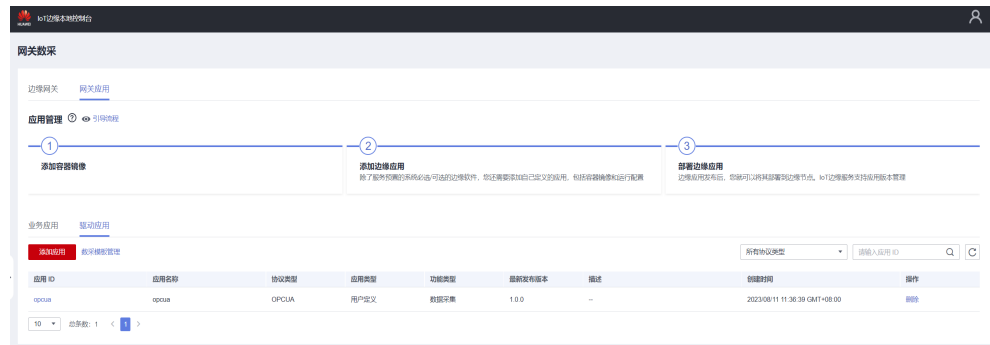 HUAWEI IoT边缘本地控制台
网关数采
边缘网关 网关应用
应用管理 ? 引导流程
1 2 3
添加容器镜像 添加边缘应用 部署边缘应用
除了服务预置的系统必选/可选的边缘软件，您还需要添加自己定义的应用，包括容器镜像和运行配置 边缘应用发布后，您就可以将其部署到边缘节点。IoT边缘服务支持应用版本管理
业务应用 驱动应用
添加应用 数采模板管理 所有协议类型 请输入应用 ID
应用 ID 应用名称 协议类型 应用类型 功能类型 最新发布版本 描述 创建时间 操作
opcua opcua OPCUA 用户定义 数据采集 1.0.0 – 2023/08/11 11:36:39 GMT+08:00 删除
10 总条数: 1 < 1 >